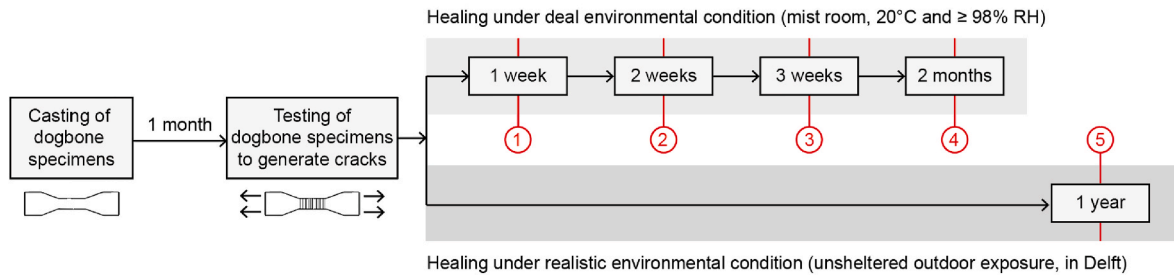 Healing under deal environmental condition (mist room, 20°C and ≥ 98% RH)
1 week
2 weeks
3 weeks
2 months
Casting of
dogbone
specimens
1 month
Testing of
dogbone specimens
to generate cracks
1
2
3
4
5
1 year
Healing under realistic environmental condition (unsheltered outdoor exposure, in Delft)